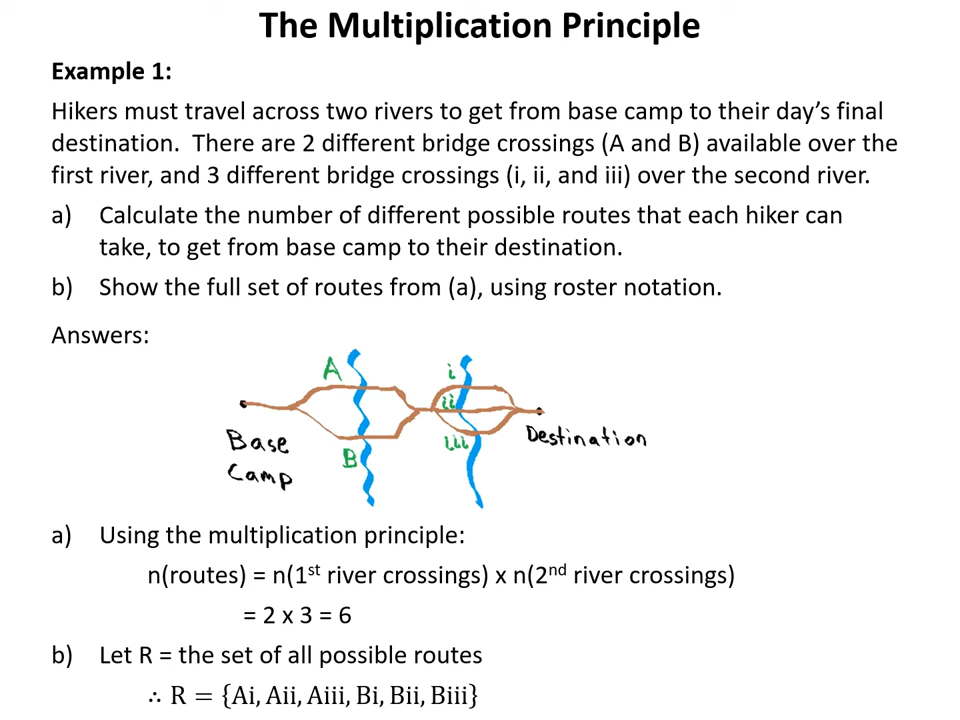 The Multiplication Principle
Example 1:
Hikers must travel across two rivers to get from base camp to their day’s final
destination. There are 2 different bridge crossings (A and B) available over the
first river, and 3 different bridge crossings (i, ii, and iii) over the second river.
a) Calculate the number of different possible routes that each hiker can
take, to get from base camp to their destination.
b) Show the full set of routes from (a), using roster notation.
Answers:
A
i
ii
iii
B
Base
Camp
Destination
a) Using the multiplication principle:
n(routes) = n(1st river crossings) x n(2nd river crossings)
= 2 x 3 = 6
b) Let R = the set of all possible routes
∴ R = {Ai, Aii, Aiii, Bi, Bii, Biii}